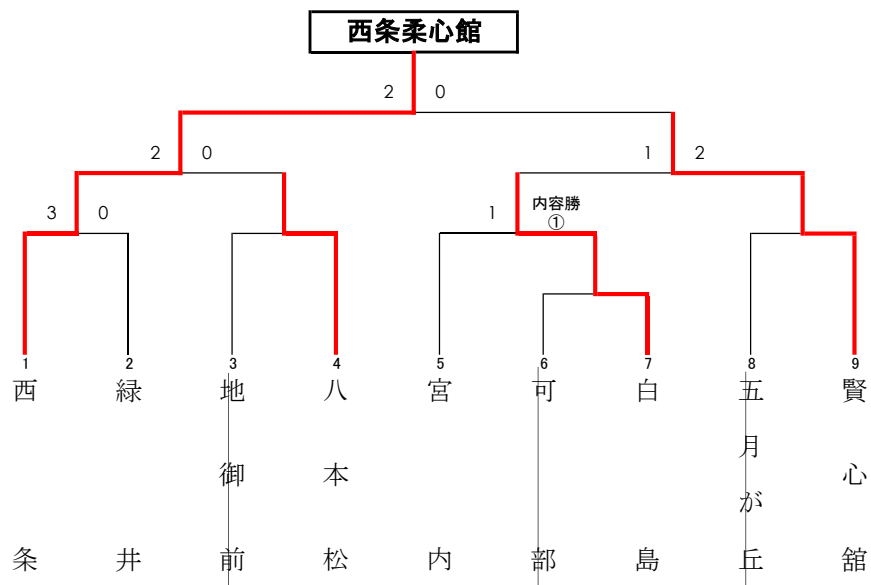 西条柔心館
2 0
2 0
1 2
3 0
1 内容勝
①
1 2 3 4 5 6 7 8 9
西条
緑井
地御前
八本松
宮内
可部
白島
五月が丘
賢心舘